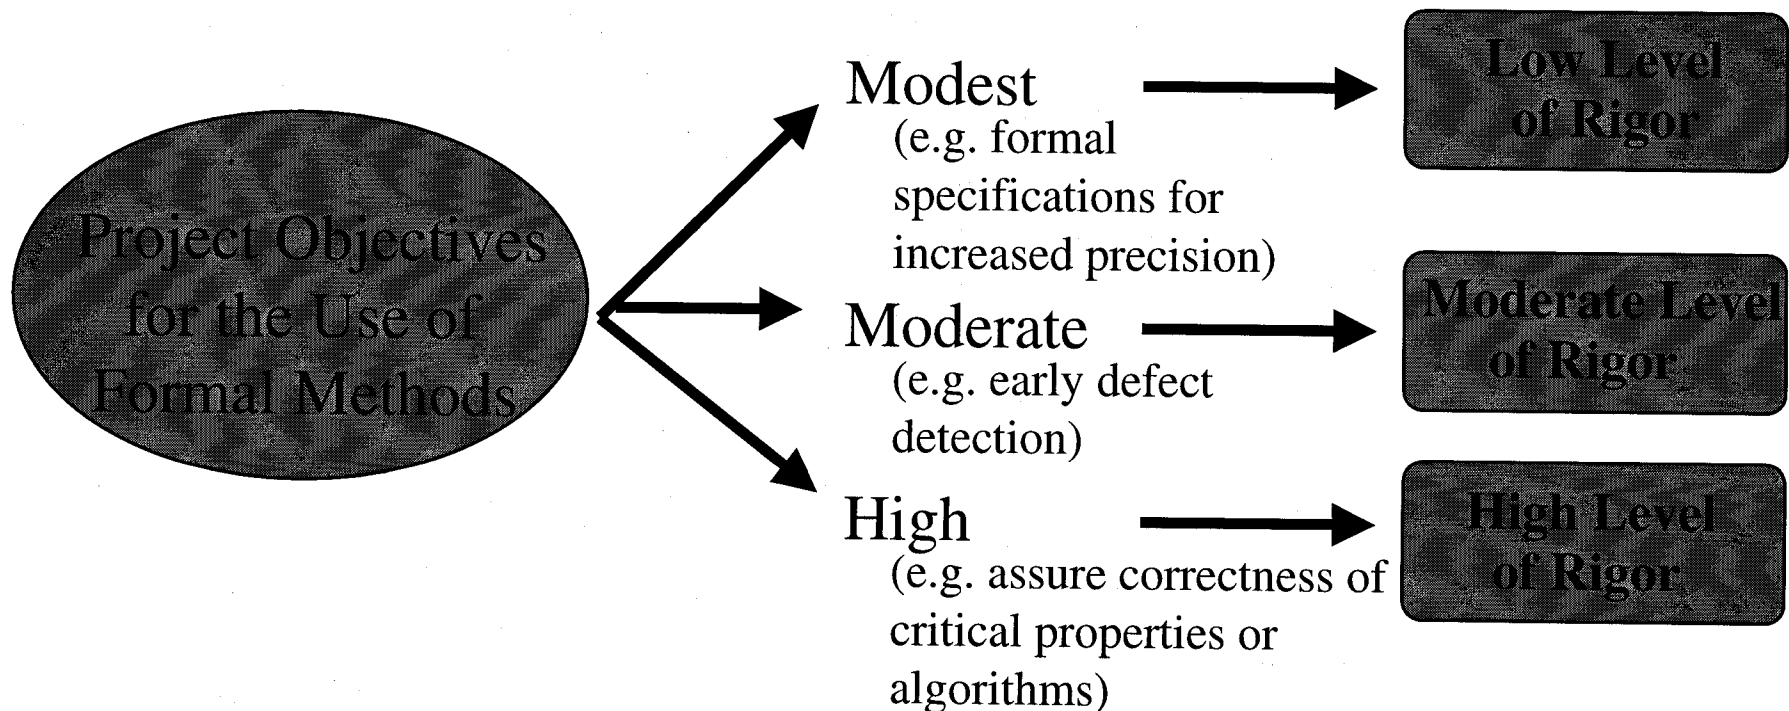 Project Objectives
for the Use of
Formal Methods
Modest
(e.g. formal
specifications for
increased precision)
Low Level
of Rigor
Moderate
(e.g. early defect
detection)
Moderate Level
of Rigor
High
(e.g. assure correctness of
critical properties or
algorithms)
High Level
of Rigor